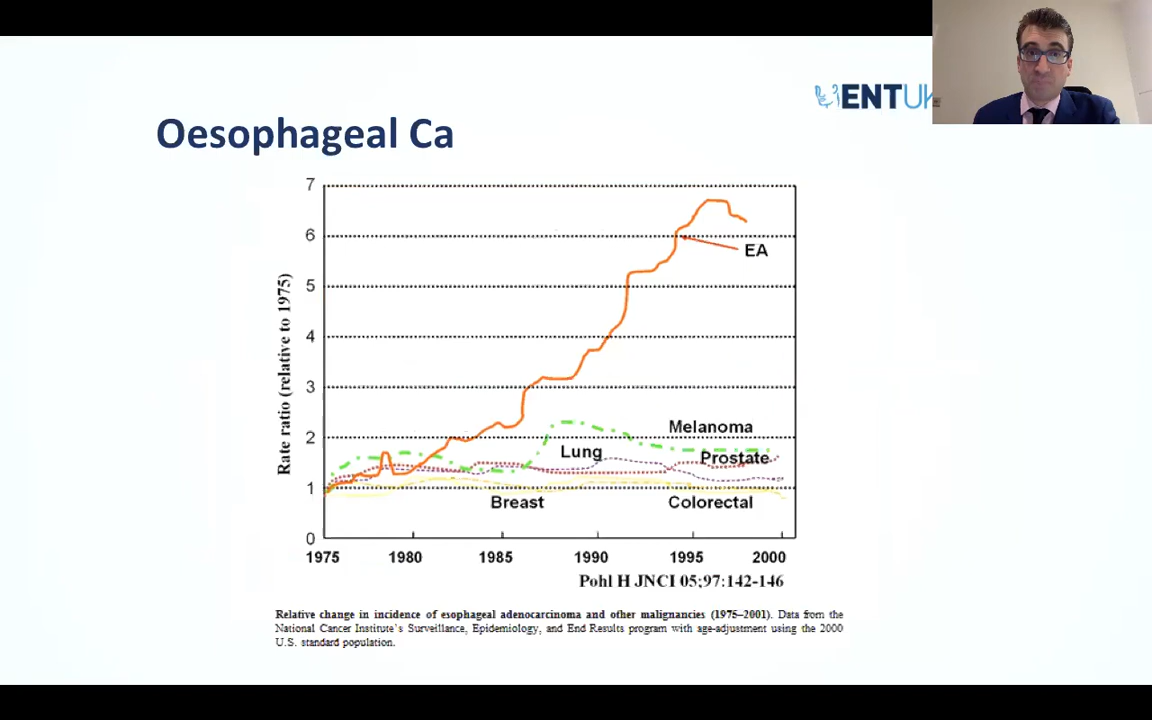 ENTUK
Oesophageal Ca
7
6
5
4
3
2
1
0
Rate ratio (relative to 1975)
EA
Melanoma
Lung
Prostate
Breast
Colorectal
1975 1980 1985 1990 1995 2000
Pohl H JNCI 05;97:142-146
Relative change in incidence of esophageal adenocarcinoma and other malignancies (1975–2001). Data from the
National Cancer Institute's Surveillance, Epidemiology, and End Results program with age-adjustment using the 2000
U.S. standard population.